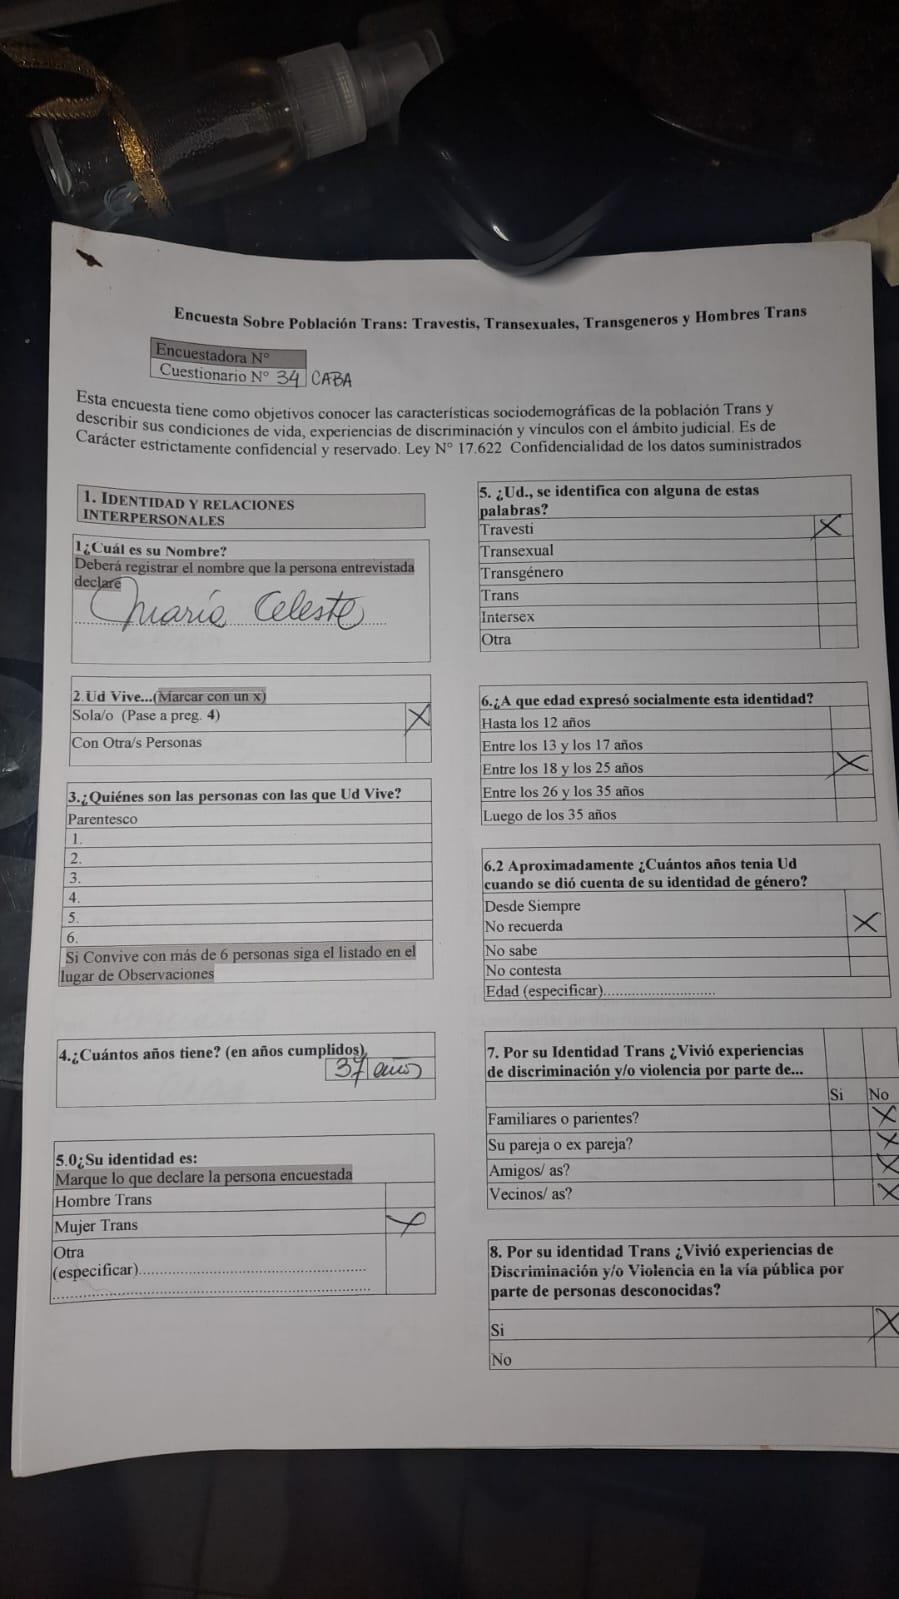 Encuesta Sobre Población Trans: Travestis, Transexuales, Transgeneros y Hombres Trans
Encuestadora N°
Cuestionario N° 34 CABA
Esta encuesta tiene como objetivos conocer las características sociodemográficas de la población Trans y
describir sus condiciones de vida, experiencias de discriminación y vínculos con el ámbito judicial. Es de
Carácter estrictamente confidencial y reservado. Ley N° 17.622 Confidencialidad de los datos suministrados
1. IDENTIDAD Y RELACIONES
INTERPERSONALES
1¿Cuál es su Nombre?
Deberá registrar el nombre que la persona entrevistada
declare
María Celeste
2.Ud Vive...(Marcar con un x)
Sola/o (Pase a preg. 4) X
Con Otra/s Personas
3.¿Quiénes son las personas con las que Ud Vive?
Parentesco
1.
2.
3.
4.
5.
6.
Si Convive con más de 6 personas siga el listado en el
lugar de Observaciones
4.¿Cuántos años tiene? (en años cumplidos)
37 años
5.0¿Su identidad es:
Marque lo que declare la persona encuestada
Hombre Trans
Mujer Trans X
Otra
(especificar)..............................
5. ¿Ud., se identifica con alguna de estas
palabras?
Travesti X
Transexual
Transgénero
Trans
Intersex
Otra
6.¿A que edad expresó socialmente esta identidad?
Hasta los 12 años
Entre los 13 y los 17 años
Entre los 18 y los 25 años X
Entre los 26 y los 35 años
Luego de los 35 años
6.2 Aproximadamente ¿Cuántos años tenia Ud
cuando se dió cuenta de su identidad de género?
Desde Siempre
No recuerda X
No sabe
No contesta
Edad (especificar)............................
7. Por su Identidad Trans ¿Vivió experiencias
de discriminación y/o violencia por parte de...
Si No
Familiares o parientes? X
Su pareja o ex pareja? X
Amigos/ as? X
Vecinos/ as? X
8. Por su identidad Trans ¿Vivió experiencias de
Discriminación y/o Violencia en la vía pública por
parte de personas desconocidas?
Si X
No